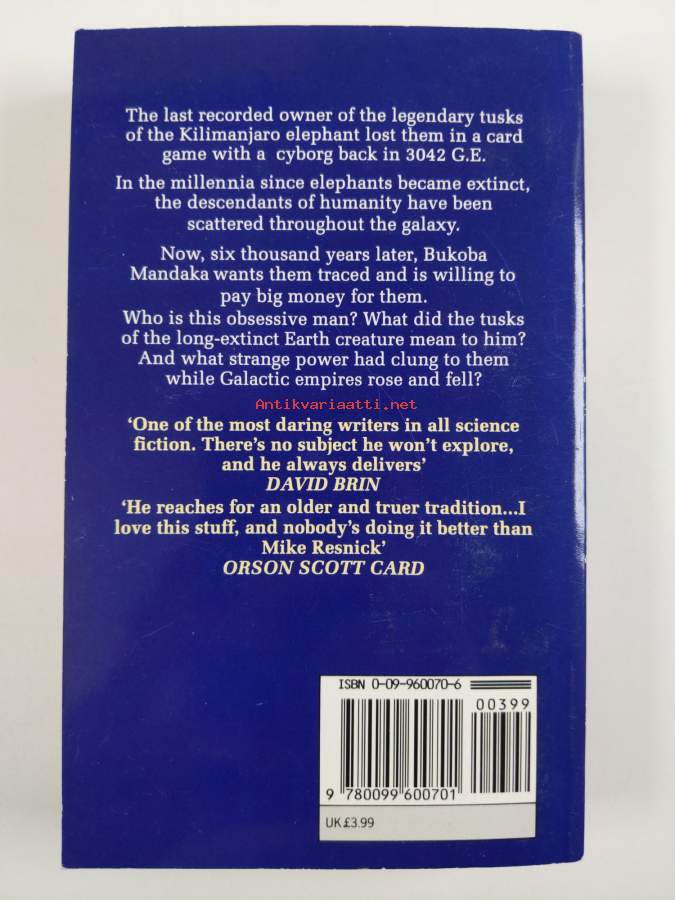 The last recorded owner of the legendary tusks
of the Kilimanjaro elephant lost them in a card
game with a cyborg back in 3042 G.E.
In the millennia since elephants became extinct,
the descendants of humanity have been
scattered throughout the galaxy.
Now, six thousand years later, Bukoba
Mandaka wants them traced and is willing to
pay big money for them.
Who is this obsessive man? What did the tusks
of the long-extinct Earth creature mean to him?
And what strange power had clung to them
while Galactic empires rose and fell?
Antikvariaatti.net
‘One of the most daring writers in all science
fiction. There’s no subject he won’t explore,
and he always delivers’
DAVID BRIN
‘He reaches for an older and truer tradition...I
love this stuff, and nobody’s doing it better than
Mike Resnick’
ORSON SCOTT CARD
ISBN 0-09-960070-6
00399
9 780099 600701
UK £3.99